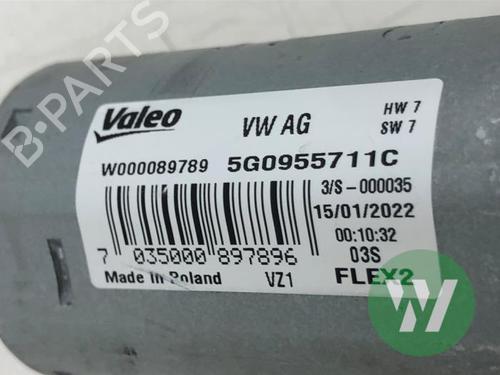 B-PARTS
Valeo VW AG HW 7
SW 7
W000089789 5G0955711C
3/S-000035
15/01/2022
00:10:32
7 035000 897896 03S
Made in Poland VZ1 FLEX2
W